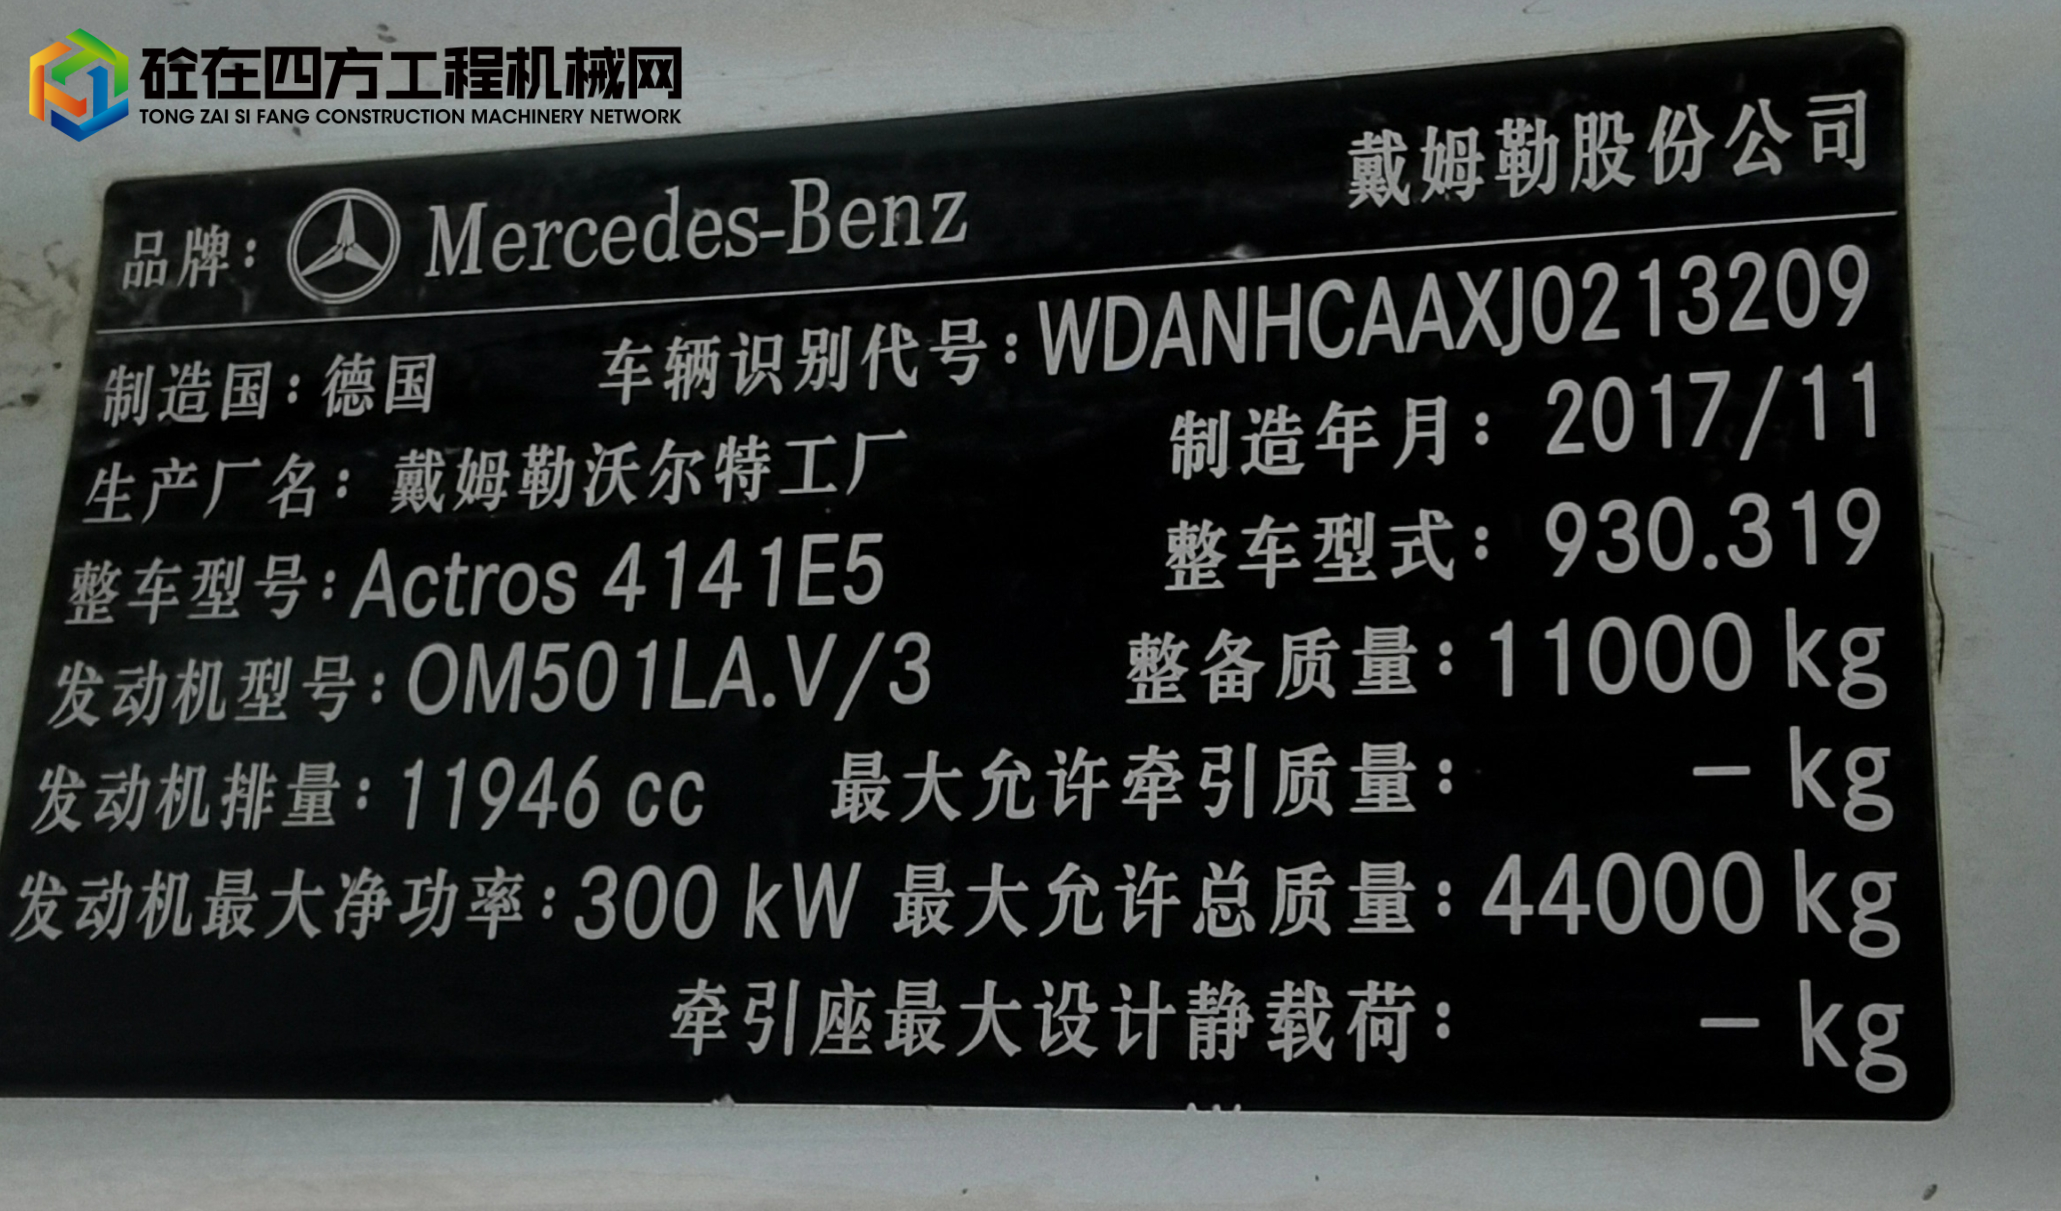 砼在四方工程机械网
TONG ZAI SI FANG CONSTRUCTION MACHINERY NETWORK
品牌: Mercedes-Benz 戴姆勒股份公司
制造国: 德国 车辆识别代号: WDANHCAAXJ0213209
生产厂名: 戴姆勒沃尔特工厂 制造年月: 2017/11
整车型号: Actros 4141E5 整车型式: 930.319
发动机型号: OM501LA.V/3 整备质量: 11000 kg
发动机排量: 11946 cc 最大允许牵引质量: – kg
发动机最大净功率: 300 kW 最大允许总质量: 44000 kg
牵引座最大设计静载荷: – kg